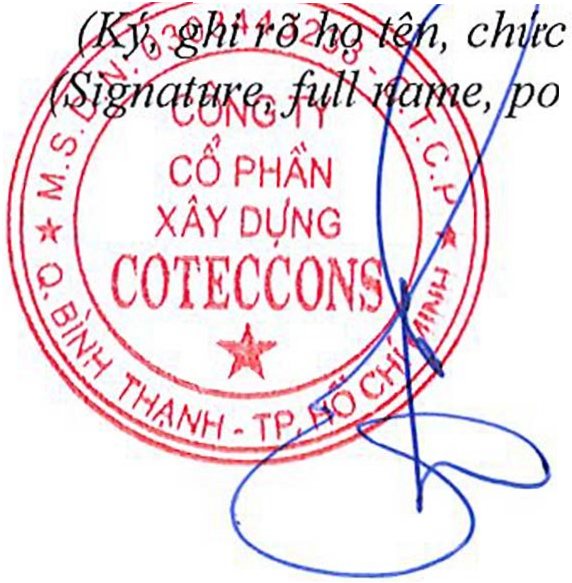 (Ký, ghi rõ họ tên, chức
(Signature, full name, po
M.S.D.N: C.T.C.P
CÔNG TY
CỔ PHẦN
XÂY DỰNG
COTECCONS
Q. BÌNH THẠNH - TP. HỒ CHÍ MINH